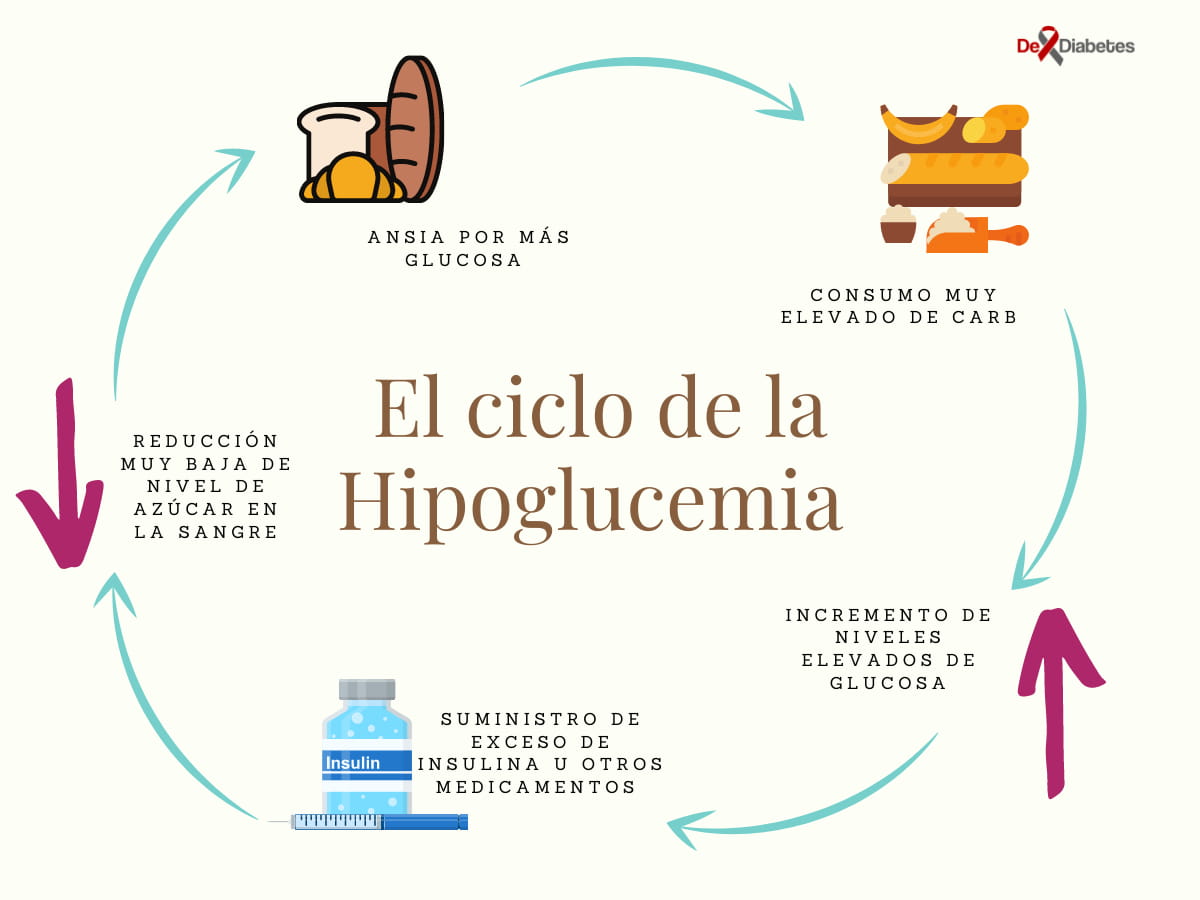 De Diabetes
ANSIA POR MÁS
GLUCOSA
CONSUMO MUY
ELEVADO DE CARB
El ciclo de la
Hipoglucemia
REDUCCIÓN
MUY BAJA DE
NIVEL DE
AZÚCAR EN
LA SANGRE
INCREMENTO DE
NIVELES
ELEVADOS DE
GLUCOSA
SUMINISTRO DE
EXCESO DE
INSULINA U OTROS
MEDICAMENTOS
Insulin